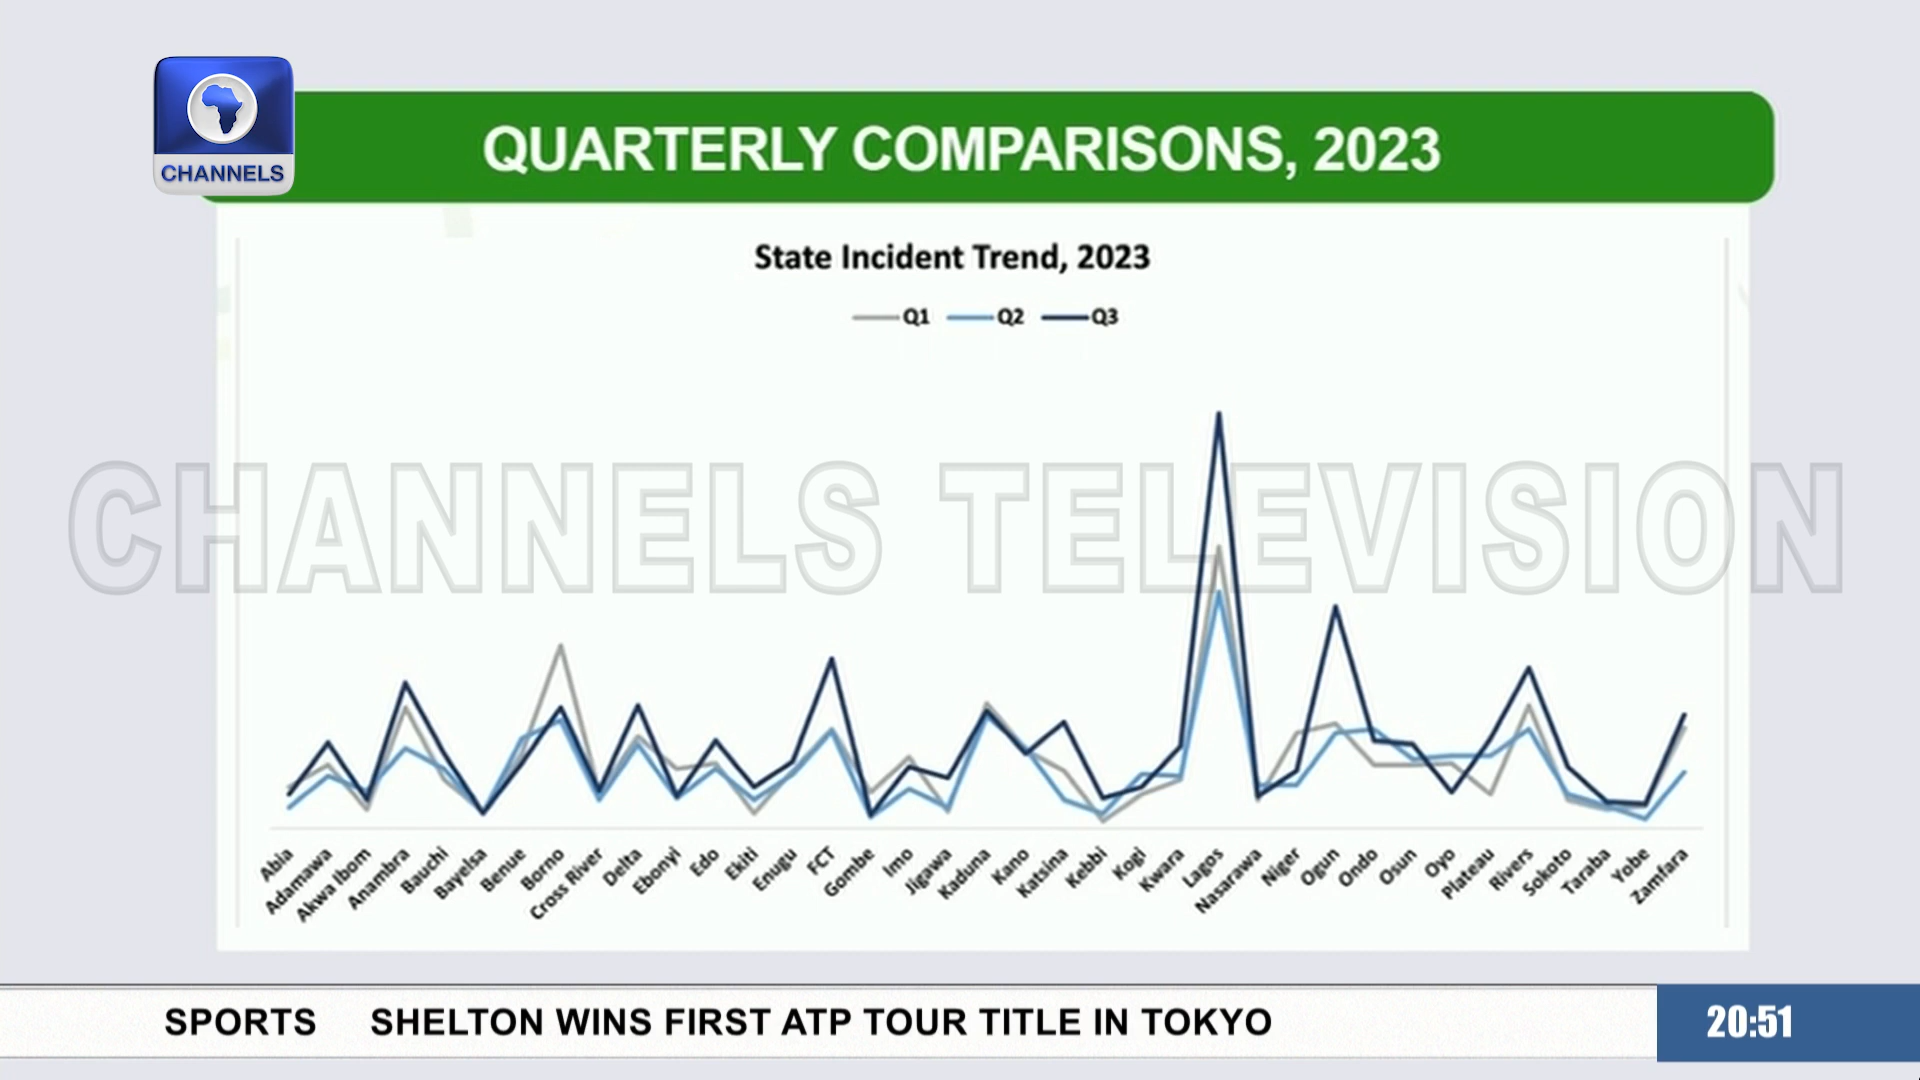 CHANNELS
QUARTERLY COMPARISONS, 2023
State Incident Trend, 2023
Q1 Q2 Q3
CHANNELS TELEVISION
Abia
Adamawa
Akwa Ibom
Anambra
Bauchi
Bayelsa
Benue
Borno
Cross River
Delta
Ebonyi
Edo
Ekiti
Enugu
FCT
Gombe
Imo
Jigawa
Kaduna
Kano
Katsina
Kebbi
Kogi
Kwara
Lagos
Nasarawa
Niger
Ogun
Ondo
Osun
Oyo
Plateau
Rivers
Sokoto
Taraba
Yobe
Zamfara
SPORTS SHELTON WINS FIRST ATP TOUR TITLE IN TOKYO
20:51